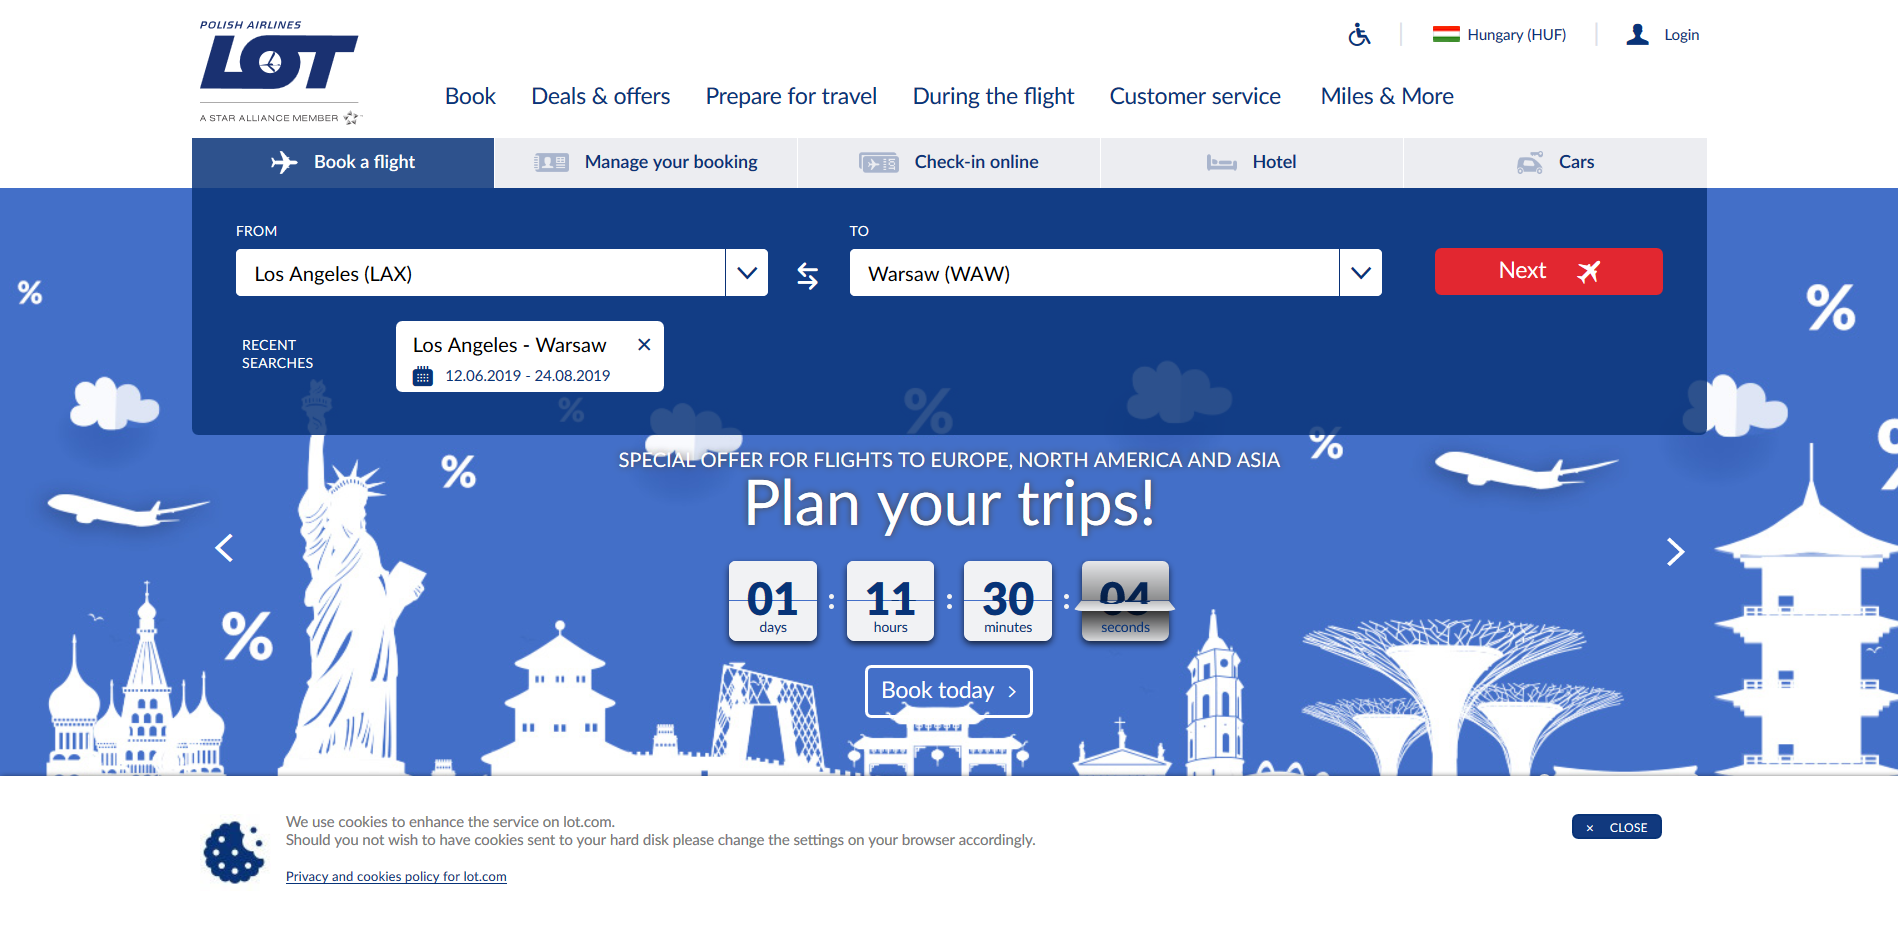 POLISH AIRLINES
LOT
A STAR ALLIANCE MEMBER
Hungary (HUF)
Login
Book
Deals & offers
Prepare for travel
During the flight
Customer service
Miles & More
Book a flight
Manage your booking
Check-in online
Hotel
Cars
FROM
TO
Los Angeles (LAX)
Warsaw (WAW)
Next
RECENT
SEARCHES
Los Angeles - Warsaw
12.06.2019 - 24.08.2019
SPECIAL OFFER FOR FLIGHTS TO EUROPE, NORTH AMERICA AND ASIA
Plan your trips!
01 : 11 : 30 : 04
days hours minutes seconds
Book today
We use cookies to enhance the service on lot.com.
Should you not wish to have cookies sent to your hard disk please change the settings on your browser accordingly.
Privacy and cookies policy for lot.com
× CLOSE